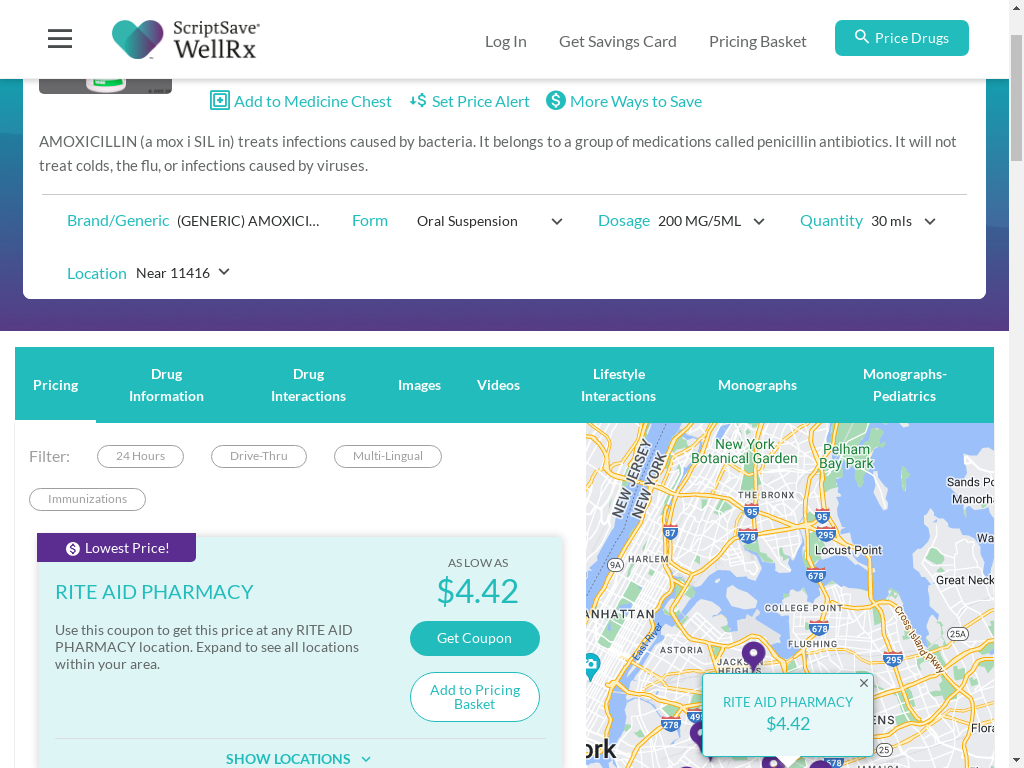 ScriptSave®
WellRx
Log In
Get Savings Card
Pricing Basket
Price Drugs
Add to Medicine Chest
Set Price Alert
More Ways to Save
AMOXICILLIN (a mox i SIL in) treats infections caused by bacteria. It belongs to a group of medications called penicillin antibiotics. It will not
treat colds, the flu, or infections caused by viruses.
Brand/Generic (GENERIC) AMOXICI...
Form Oral Suspension
Dosage 200 MG/5ML
Quantity 30 mls
Location Near 11416
Pricing
Drug
Information
Drug
Interactions
Images
Videos
Lifestyle
Interactions
Monographs
Monographs-
Pediatrics
Filter:
24 Hours
Drive-Thru
Multi-Lingual
Immunizations
Lowest Price!
RITE AID PHARMACY
Use this coupon to get this price at any RITE AID
PHARMACY location. Expand to see all locations
within your area.
AS LOW AS
$4.42
Get Coupon
Add to Pricing
Basket
SHOW LOCATIONS
NEW JERSEY
NEW YORK
New York
Botanical Garden
Pelham
Bay Park
Sands Po
Manorh
THE BRONX
95
95
87
278
295
Wa
Locust Point
HARLEM
9A
678
Great Neck
ANHATTAN
COLLEGE POINT
678
Cross Island Pkwy
25A
East River
ASTORIA
FLUSHING
295
JACKSON
HEIGHTS
RITE AID PHARMACY
$4.42
495
278
ENS
Flora
ork
25
678
JAMAICA